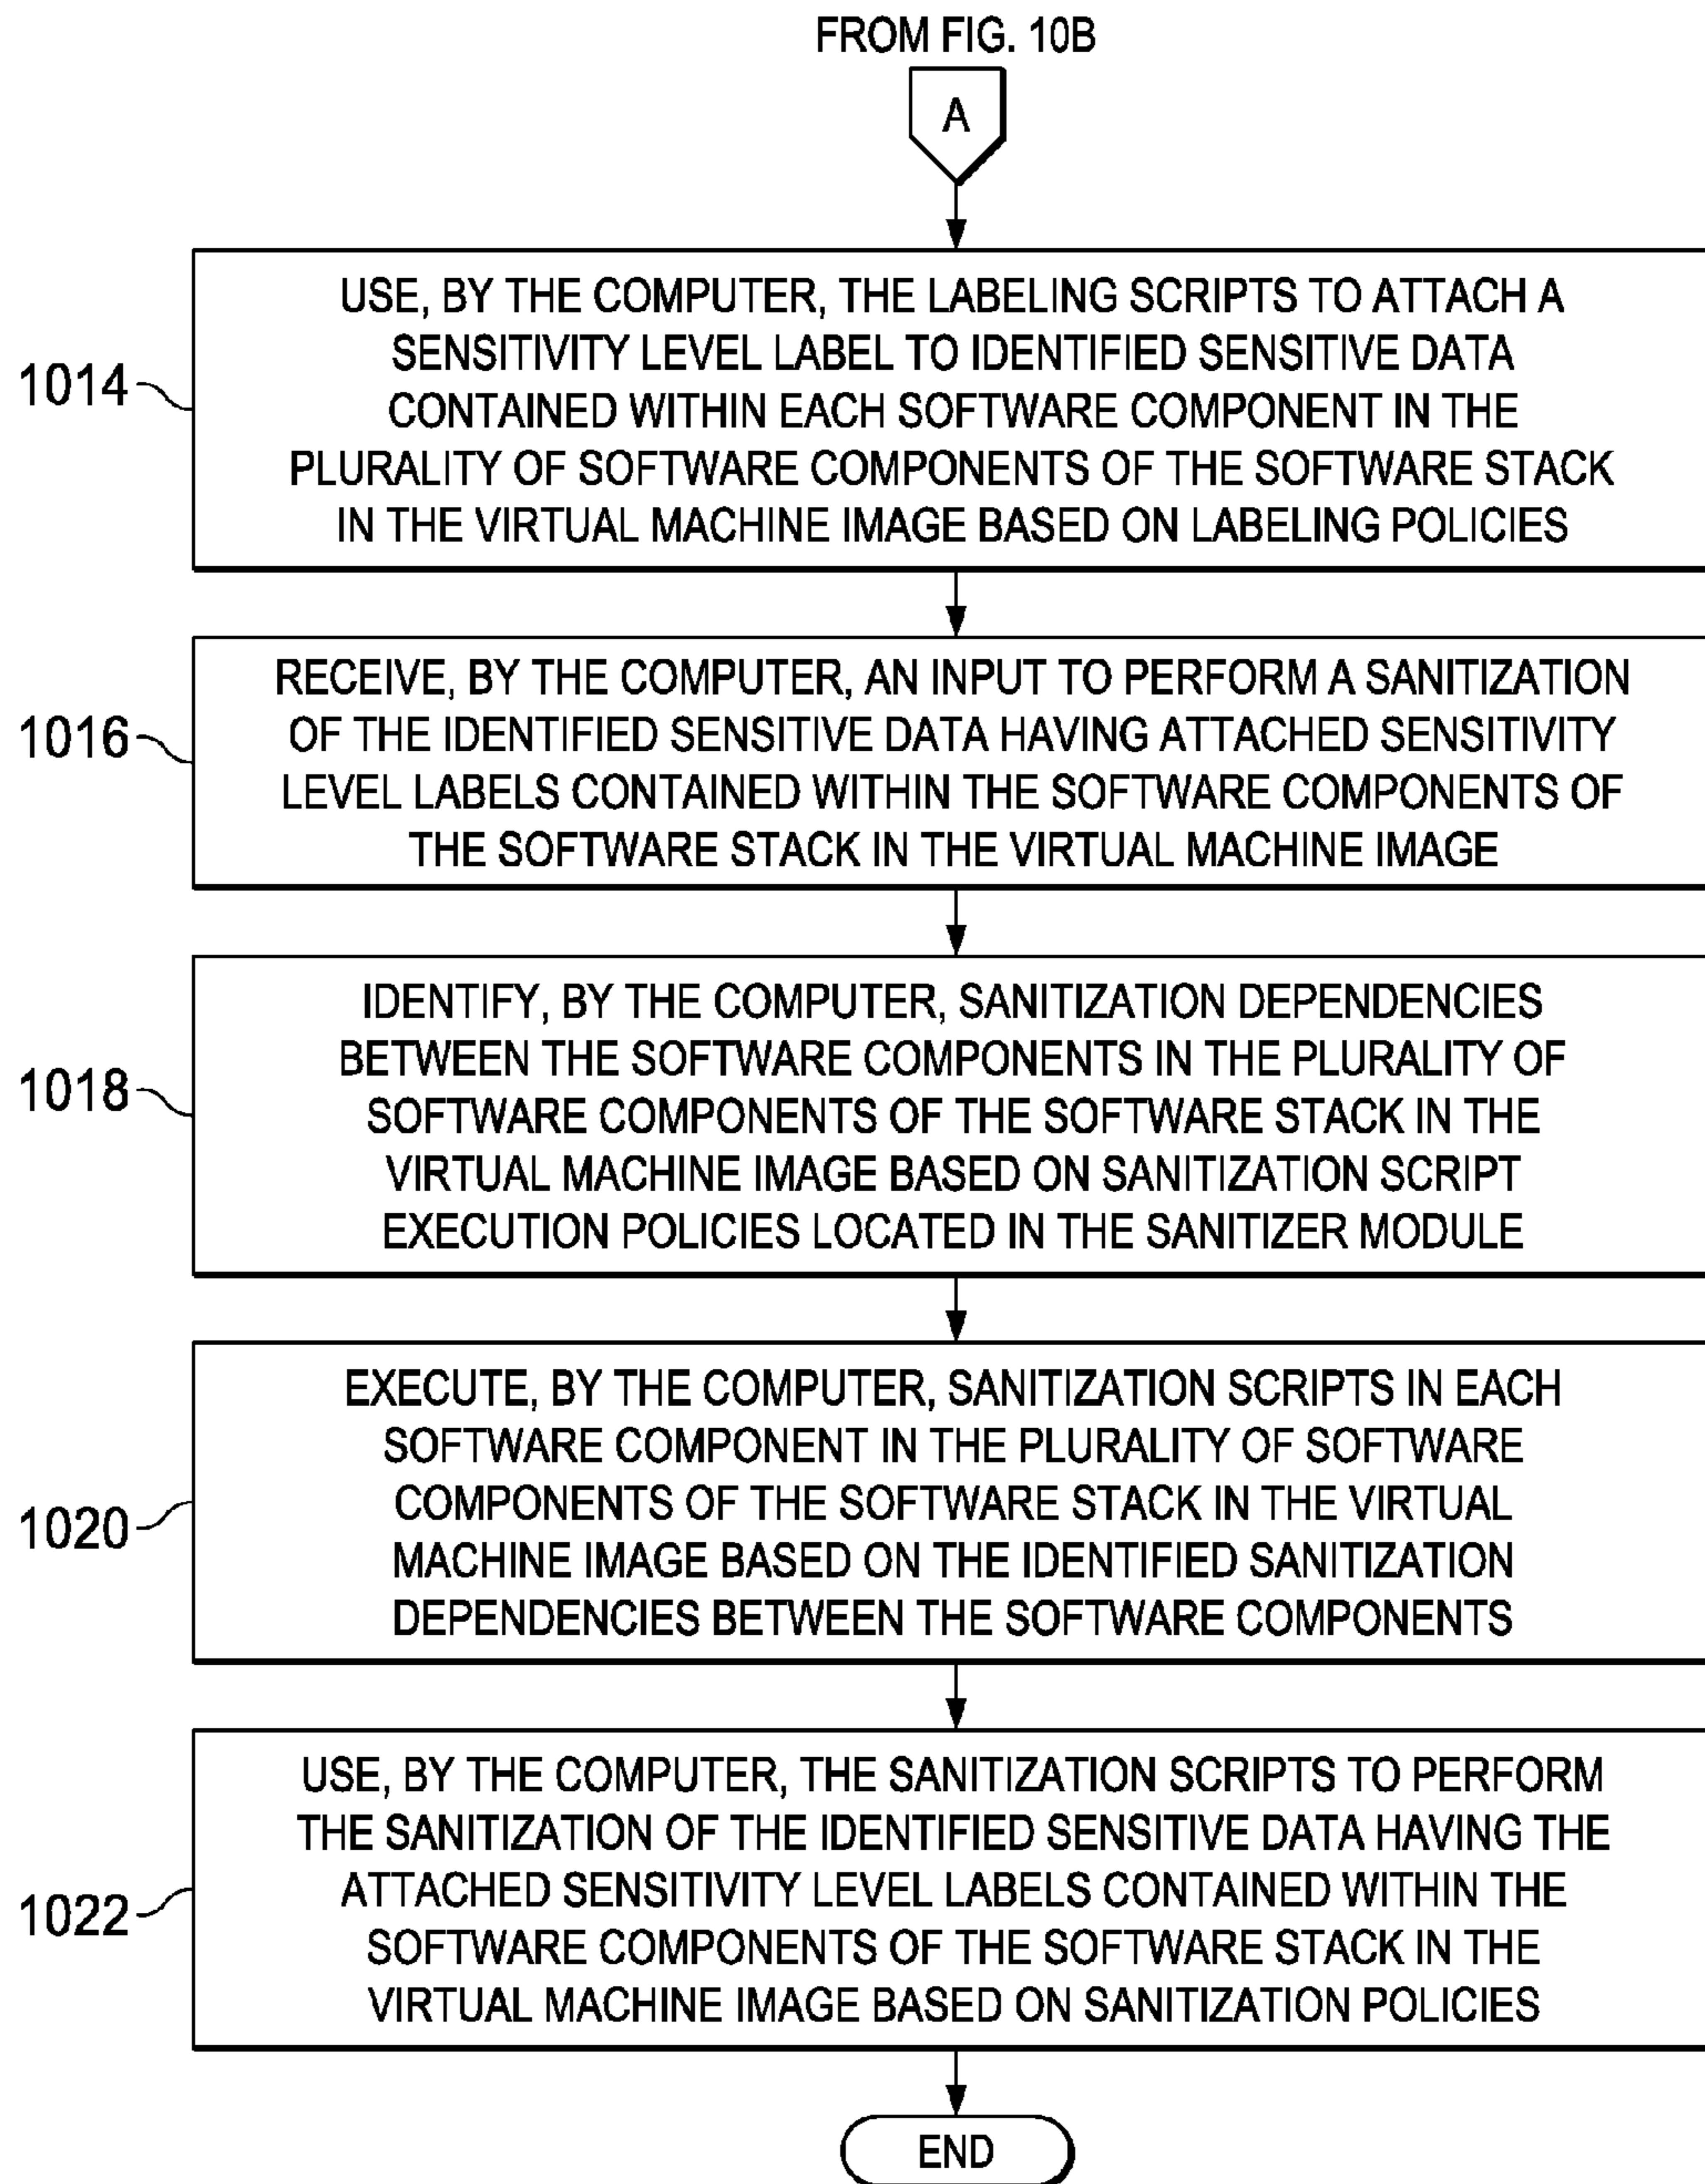 FROM FIG. 10B
A
1014
USE, BY THE COMPUTER, THE LABELING SCRIPTS TO ATTACH A
SENSITIVITY LEVEL LABEL TO IDENTIFIED SENSITIVE DATA
CONTAINED WITHIN EACH SOFTWARE COMPONENT IN THE
PLURALITY OF SOFTWARE COMPONENTS OF THE SOFTWARE STACK
IN THE VIRTUAL MACHINE IMAGE BASED ON LABELING POLICIES
1016
RECEIVE, BY THE COMPUTER, AN INPUT TO PERFORM A SANITIZATION
OF THE IDENTIFIED SENSITIVE DATA HAVING ATTACHED SENSITIVITY
LEVEL LABELS CONTAINED WITHIN THE SOFTWARE COMPONENTS OF
THE SOFTWARE STACK IN THE VIRTUAL MACHINE IMAGE
1018
IDENTIFY, BY THE COMPUTER, SANITIZATION DEPENDENCIES
BETWEEN THE SOFTWARE COMPONENTS IN THE PLURALITY OF
SOFTWARE COMPONENTS OF THE SOFTWARE STACK IN THE
VIRTUAL MACHINE IMAGE BASED ON SANITIZATION SCRIPT
EXECUTION POLICIES LOCATED IN THE SANITIZER MODULE
1020
EXECUTE, BY THE COMPUTER, SANITIZATION SCRIPTS IN EACH
SOFTWARE COMPONENT IN THE PLURALITY OF SOFTWARE
COMPONENTS OF THE SOFTWARE STACK IN THE VIRTUAL
MACHINE IMAGE BASED ON THE IDENTIFIED SANITIZATION
DEPENDENCIES BETWEEN THE SOFTWARE COMPONENTS
1022
USE, BY THE COMPUTER, THE SANITIZATION SCRIPTS TO PERFORM
THE SANITIZATION OF THE IDENTIFIED SENSITIVE DATA HAVING THE
ATTACHED SENSITIVITY LEVEL LABELS CONTAINED WITHIN THE
SOFTWARE COMPONENTS OF THE SOFTWARE STACK IN THE
VIRTUAL MACHINE IMAGE BASED ON SANITIZATION POLICIES
END